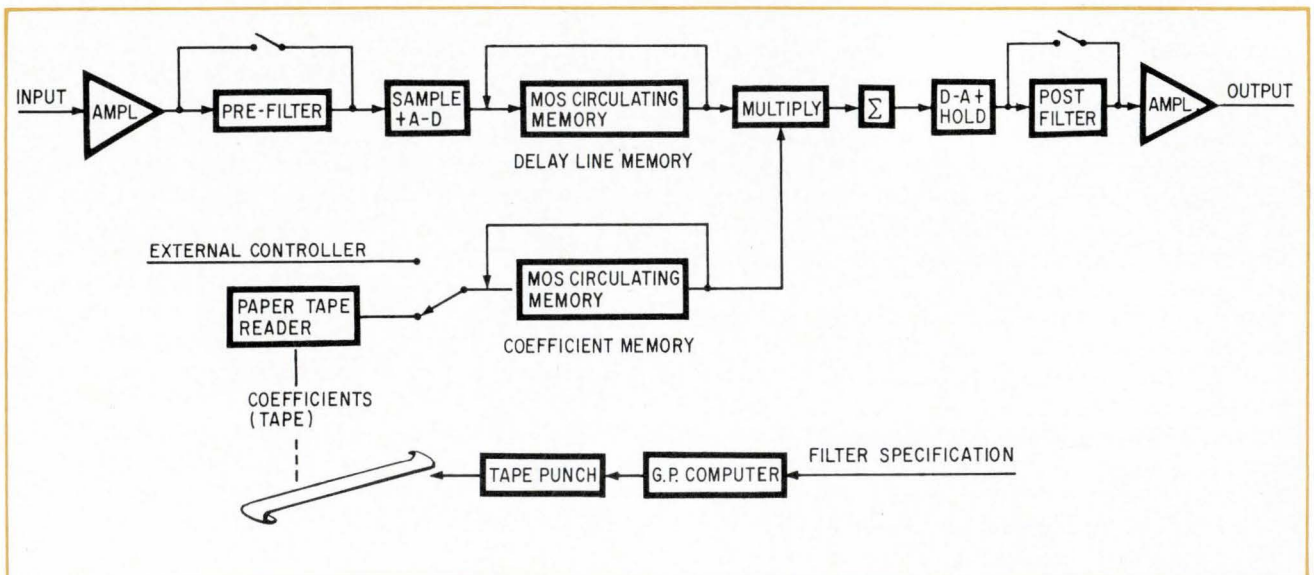 INPUT
AMPL
PRE-FILTER
SAMPLE
+A-D
MOS CIRCULATING
MEMORY
DELAY LINE MEMORY
MULTIPLY
Σ
D-A+
HOLD
POST
FILTER
AMPL.
OUTPUT
EXTERNAL CONTROLLER
PAPER TAPE
READER
MOS CIRCULATING
MEMORY
COEFFICIENT MEMORY
COEFFICIENTS
(TAPE)
TAPE PUNCH
G.P. COMPUTER
FILTER SPECIFICATION